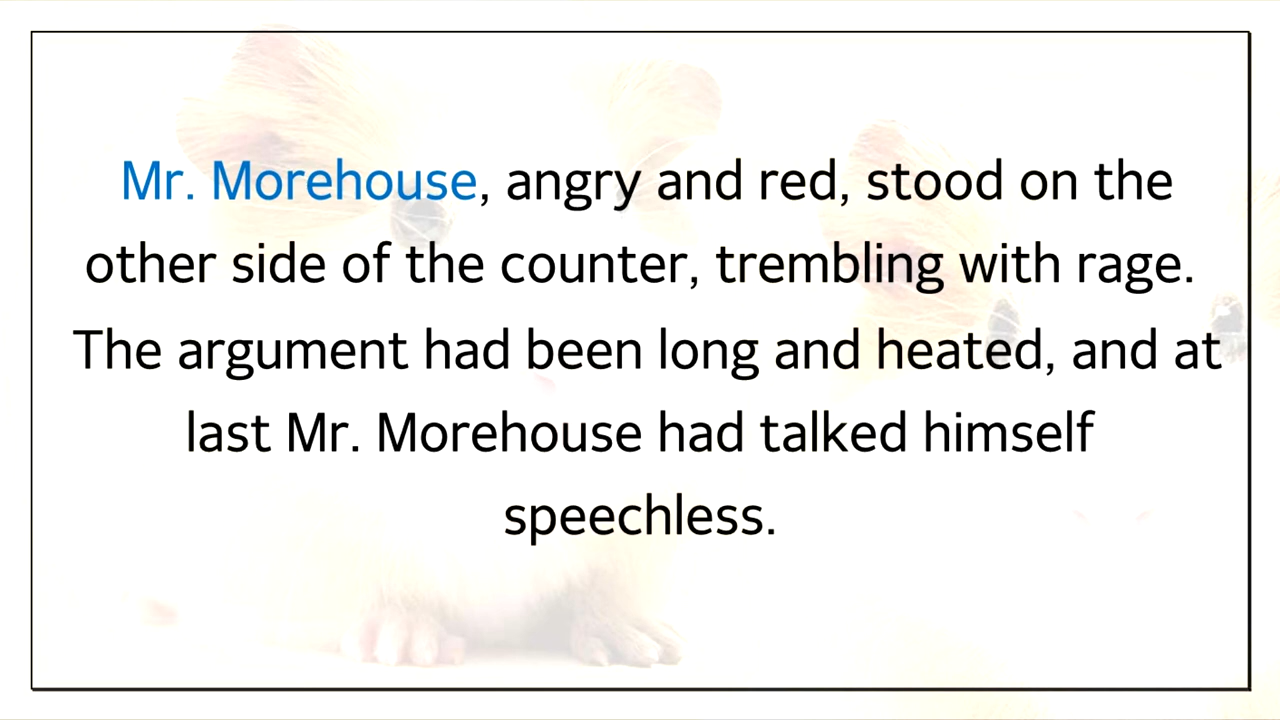 Mr. Morehouse, angry and red, stood on the
other side of the counter, trembling with rage.
The argument had been long and heated, and at
last Mr. Morehouse had talked himself
speechless.